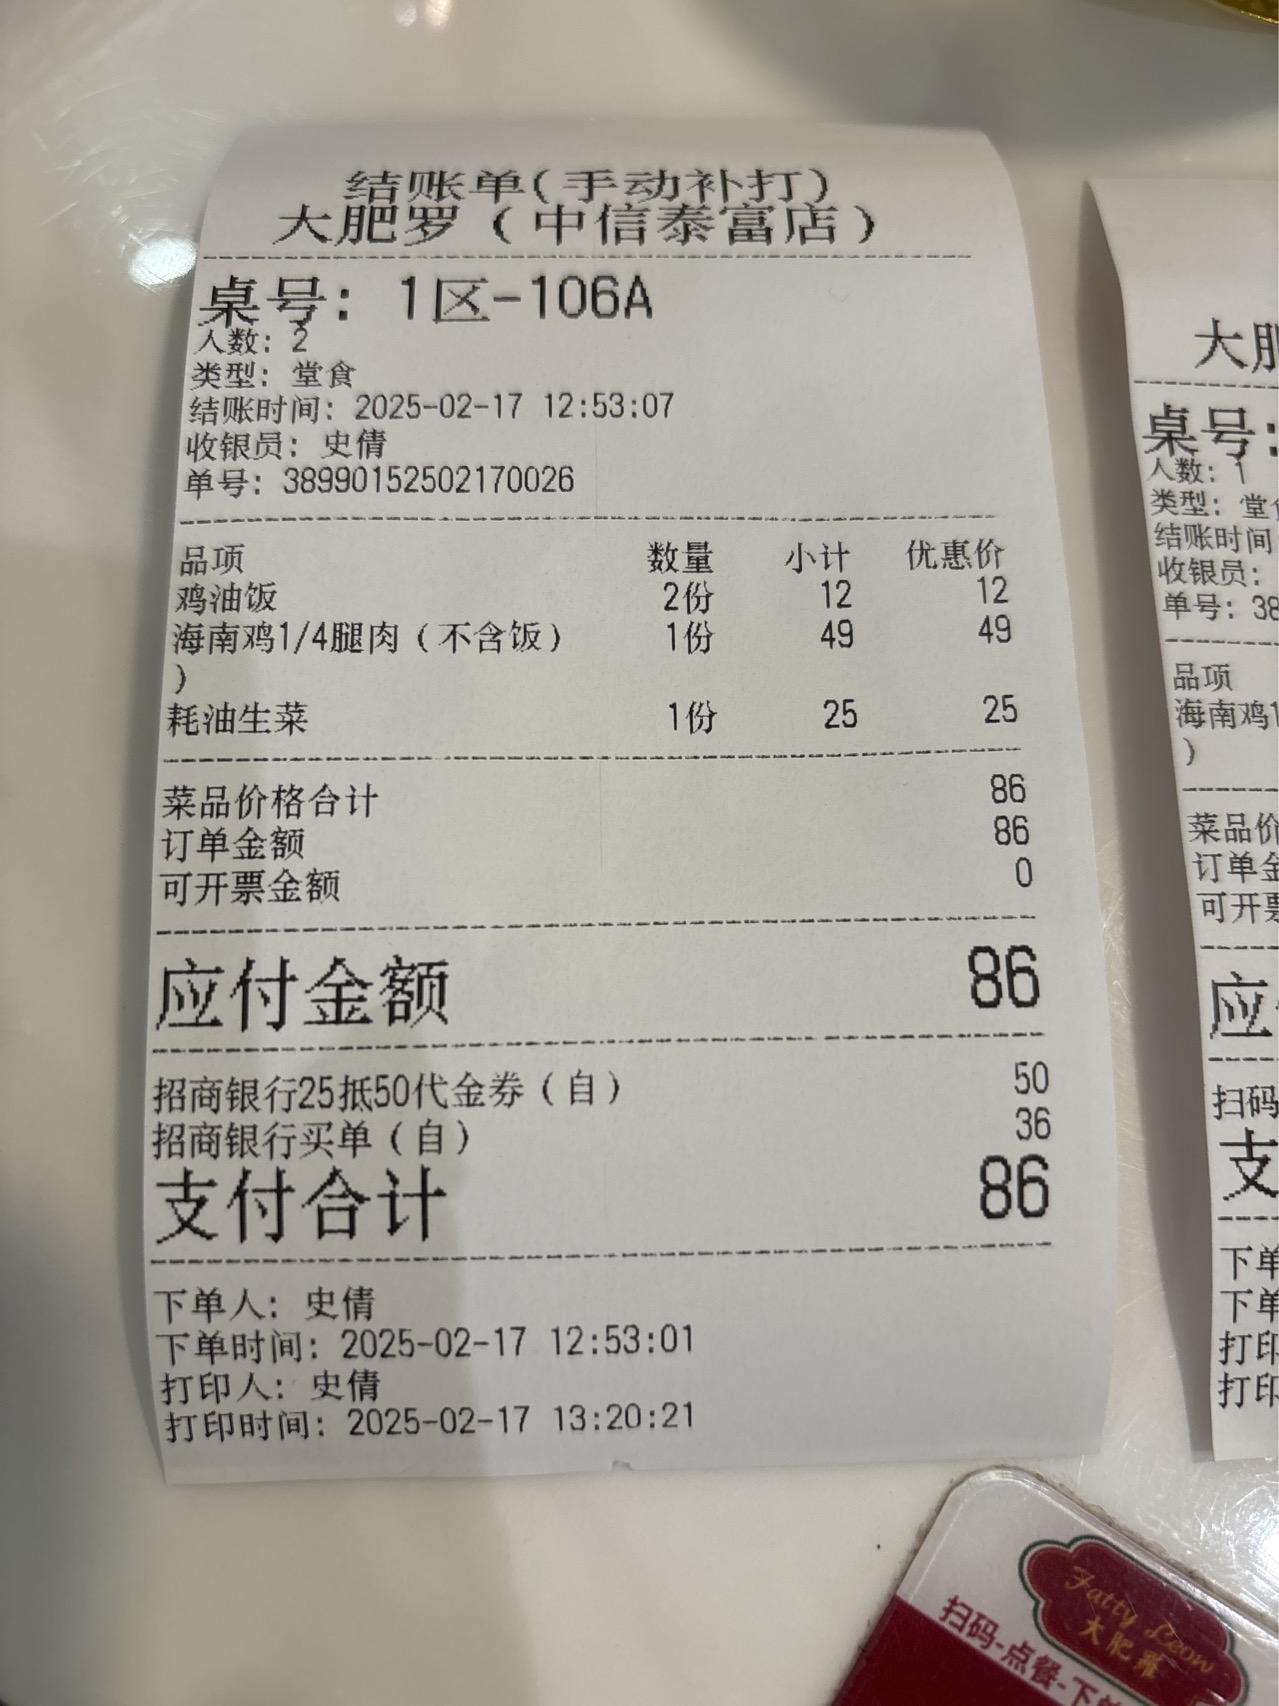 结账单(手动补打)
大肥罗（中信泰富店）
桌号: 1区-106A
人数: 2
类型: 堂食
结账时间: 2025-02-17 12:53:07
收银员: 史倩
单号: 38990152502170026
品项 数量 小计 优惠价
鸡油饭 2份 12 12
海南鸡1/4腿肉（不含饭） 1份 49 49
)
耗油生菜 1份 25 25
菜品价格合计 86
订单金额 86
可开票金额 0
应付金额 86
招商银行25抵50代金券（自） 50
招商银行买单（自） 36
支付合计 86
下单人: 史倩
下单时间: 2025-02-17 12:53:01
打印人: 史倩
打印时间: 2025-02-17 13:20:21
大肥
桌号:
人数: 1
类型: 堂食
结账时间
收银员:
单号: 38
品项
海南鸡1
)
菜品价
订单金
可开票
应
扫码
支
下单
下单
打印
打印
Fatty Leow
大肥羅
扫码-点餐-下单